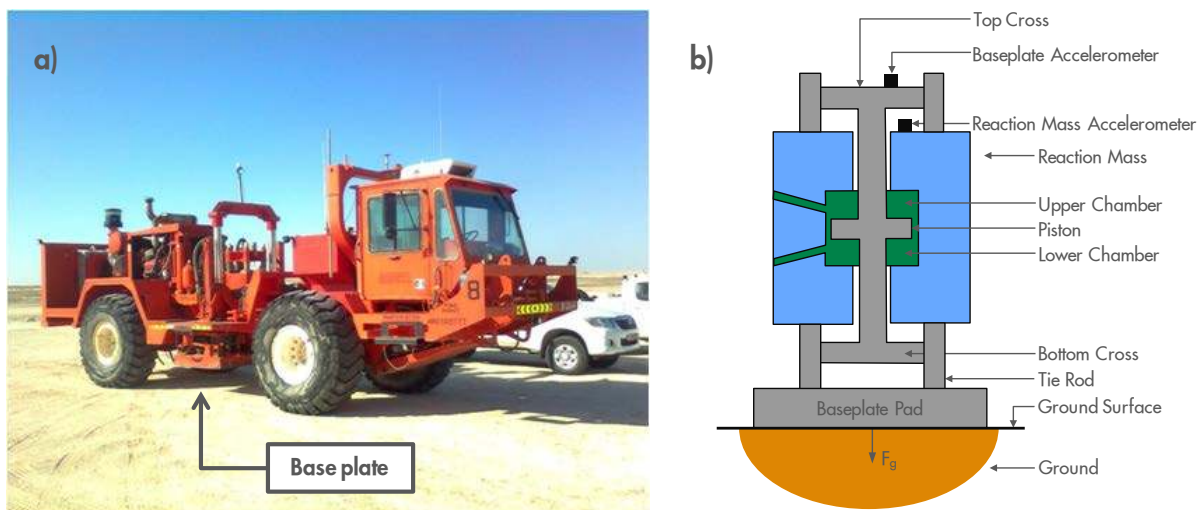 a)
8
Base plate
b)
Top Cross
Baseplate Accelerometer
Reaction Mass Accelerometer
Reaction Mass
Upper Chamber
Piston
Lower Chamber
Bottom Cross
Tie Rod
Baseplate Pad
Ground Surface
Fg
Ground